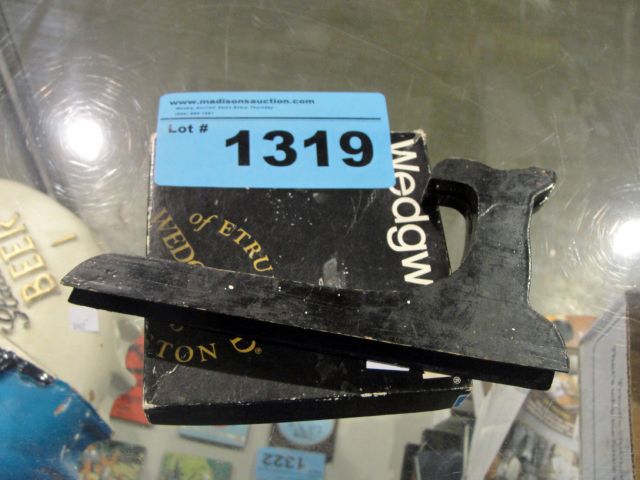 www.madisonsauction.com
Lot #
1319
Wedgw
of ETRU
WEDG
TON
BEER
1322